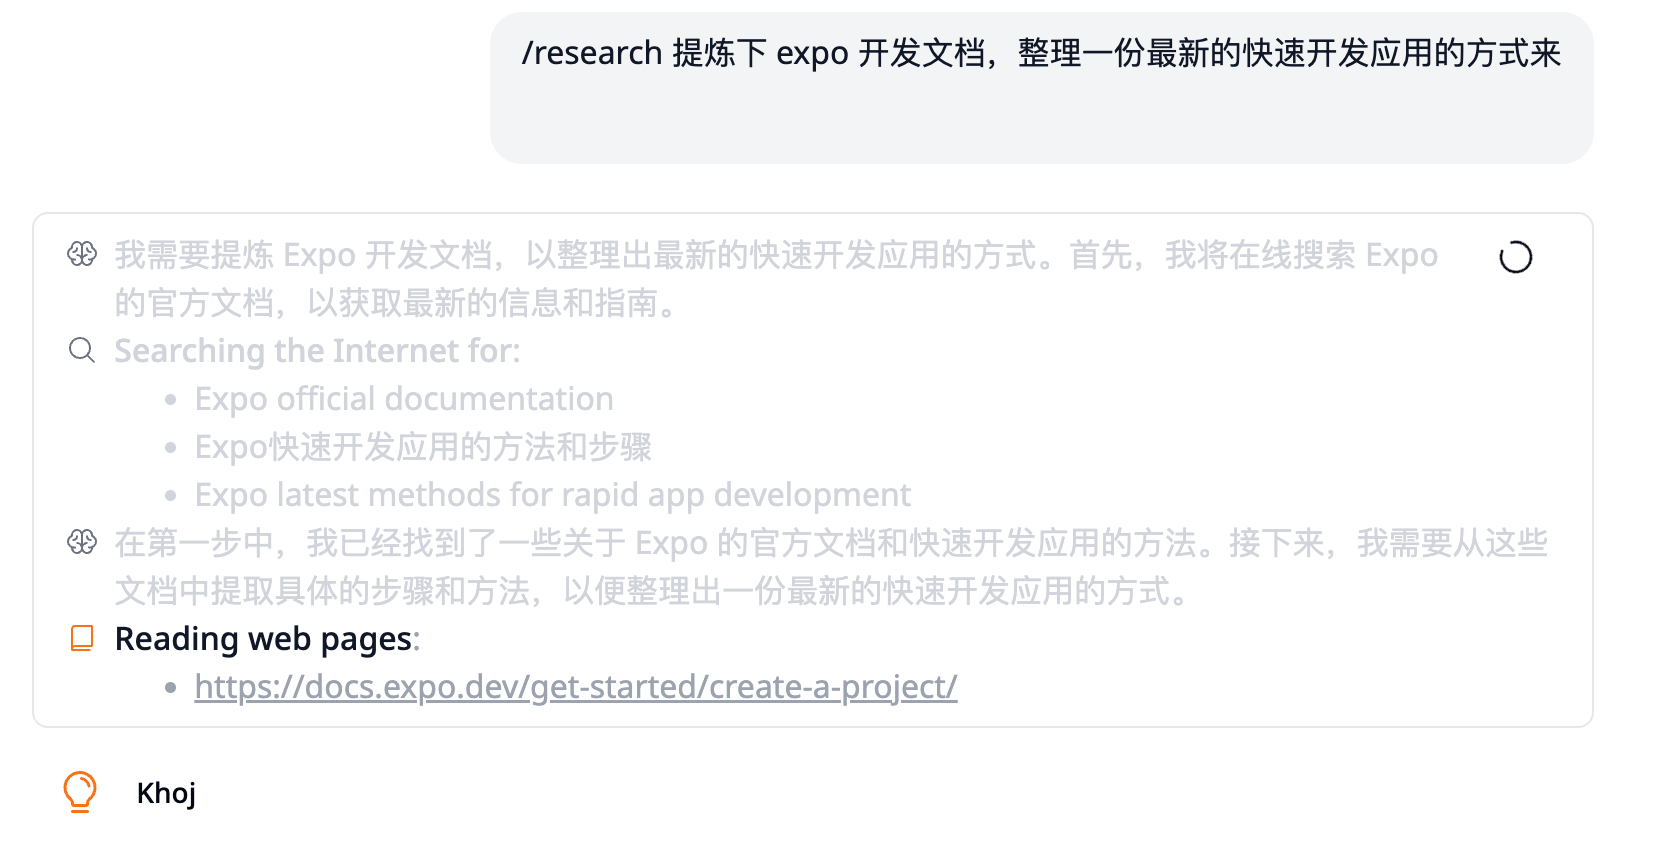 /research 提炼下 expo 开发文档，整理一份最新的快速开发应用的方式来
我需要提炼 Expo 开发文档，以整理出最新的快速开发应用的方式。首先，我将在线搜索 Expo
的官方文档，以获取最新的信息和指南。
Searching the Internet for:
Expo official documentation
Expo快速开发应用的方法和步骤
Expo latest methods for rapid app development
在第一步中，我已经找到了一些关于 Expo 的官方文档和快速开发应用的方法。接下来，我需要从这些
文档中提取具体的步骤和方法，以便整理出一份最新的快速开发应用的方式。
Reading web pages:
https://docs.expo.dev/get-started/create-a-project/
Khoj